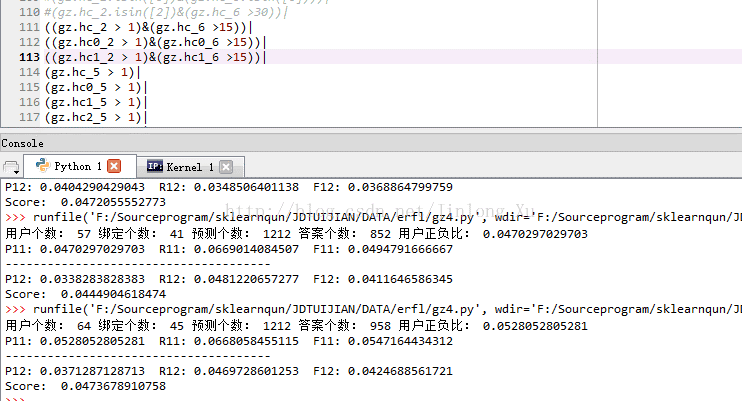 110 #(gz.hc_2.isin([2])&(gz.hc_6 >30))|
111 ((gz.hc_2 > 1)&(gz.hc_6 >15))|
112 ((gz.hc0_2 > 1)&(gz.hc0_6 >15))|
113 ((gz.hc1_2 > 1)&(gz.hc1_6 >15))|
114 (gz.hc_5 > 1)|
115 (gz.hc0_5 > 1)|
116 (gz.hc1_5 > 1)|
117 (gz.hc2_5 > 1)|
Console
Python 1 IP: Kernel 1
P12: 0.0404290429043 R12: 0.0348506401138 F12: 0.0368864799759
Score: 0.0472055552773
http://blog.csdn.net/Jinlong_Xu
>>> runfile('F:/Sourceprogram/sklearnqun/JDTUIJIAN/DATA/erfl/gz4.py', wdir='F:/Sourceprogram/sklearnqun/JD
用户个数: 57 绑定个数: 41 预测个数: 1212 答案个数: 852 用户正负比: 0.0470297029703
P11: 0.0470297029703 R11: 0.0669014084507 F11: 0.0494791666667
--------------------------------------
P12: 0.0338283828383 R12: 0.0481220657277 F12: 0.0411646586345
Score: 0.0444904618474
>>> runfile('F:/Sourceprogram/sklearnqun/JDTUIJIAN/DATA/erfl/gz4.py', wdir='F:/Sourceprogram/sklearnqun/JD
用户个数: 64 绑定个数: 45 预测个数: 1212 答案个数: 958 用户正负比: 0.0528052805281
P11: 0.0528052805281 R11: 0.0668058455115 F11: 0.0547164434312
--------------------------------------
P12: 0.0371287128713 R12: 0.0469728601253 F12: 0.0424688561721
Score: 0.0473678910758
>>>